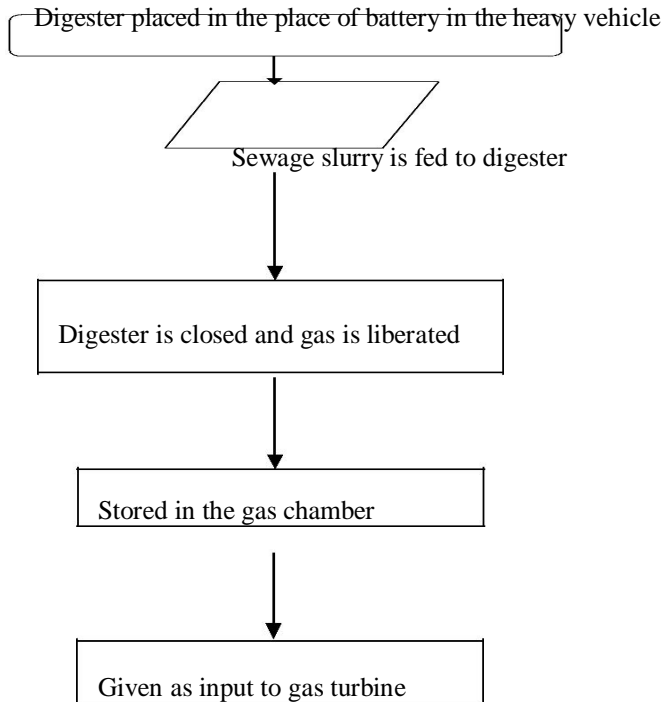 Digester placed in the place of battery in the heavy vehicle
Sewage slurry is fed to digester
Digester is closed and gas is liberated
Stored in the gas chamber
Given as input to gas turbine